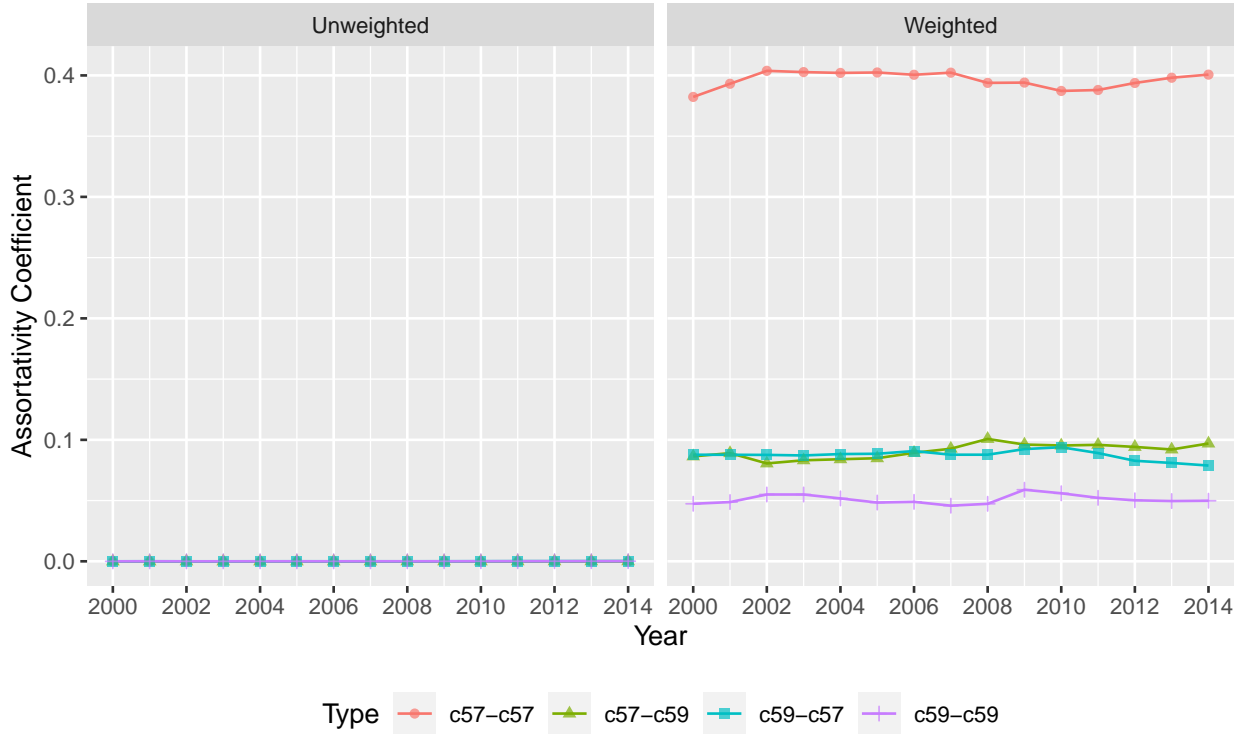 Unweighted Weighted
0.4
0.3
0.2
0.1
0.0
Assortativity Coefficient
2000 2002 2004 2006 2008 2010 2012 2014 2000 2002 2004 2006 2008 2010 2012 2014
Year
Type c57−c57 c57−c59 c59−c57 c59−c59